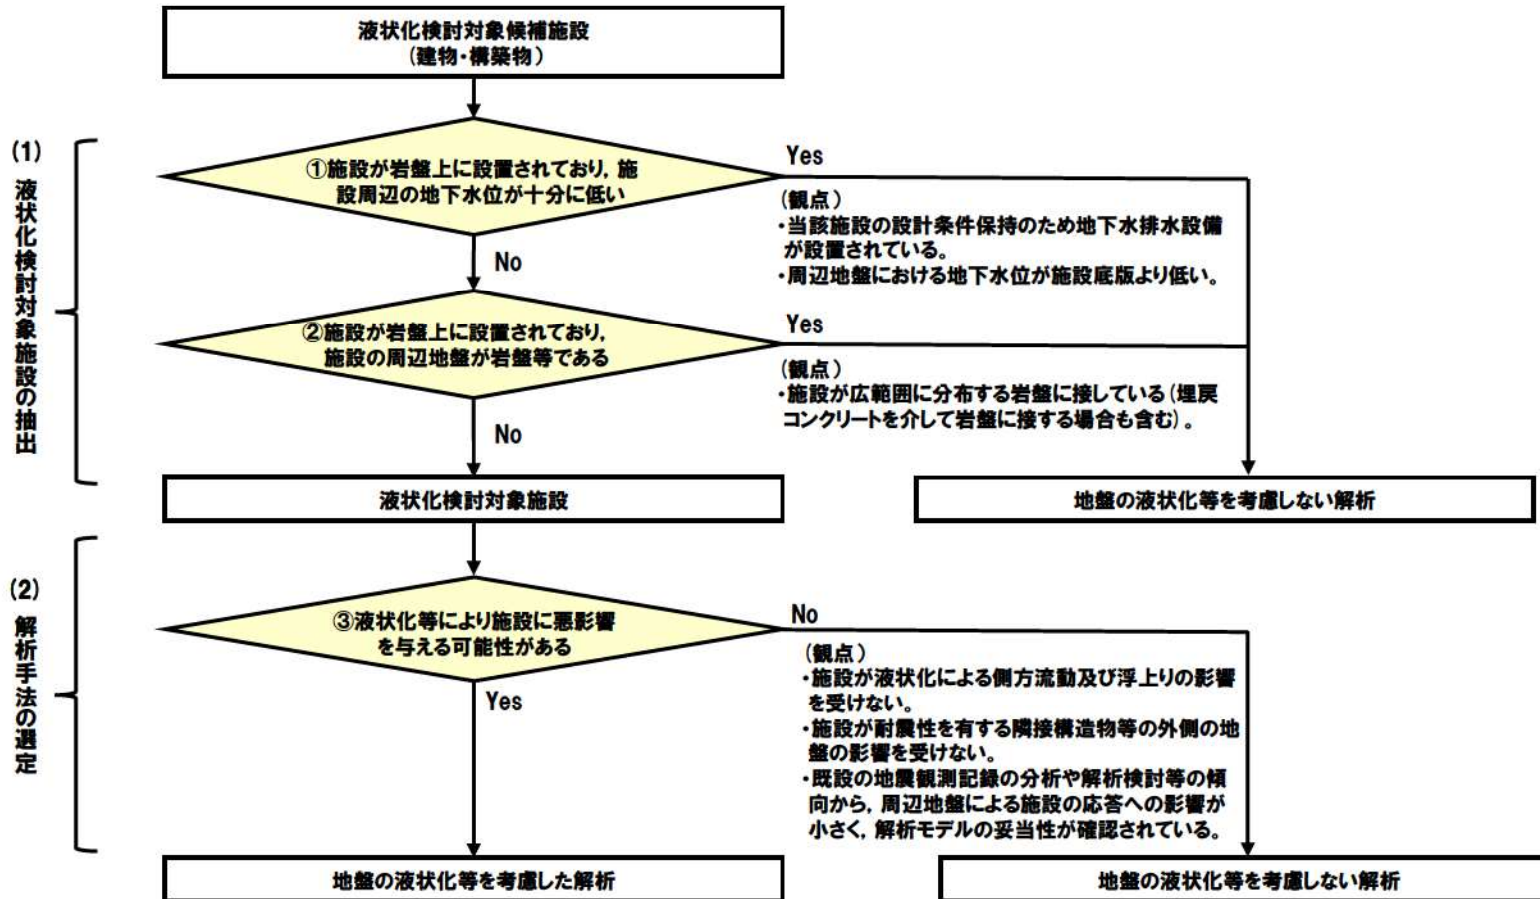 液状化検討対象候補施設
(建物・構築物)
(1)
液状化検討対象施設の抽出
①施設が岩盤上に設置されており，施
設周辺の地下水位が十分に低い
Yes
(観点)
・当該施設の設計条件保持のため地下水排水設備
が設置されている。
・周辺地盤における地下水位が施設底版より低い。
No
②施設が岩盤上に設置されており，
施設の周辺地盤が岩盤等である
Yes
(観点)
・施設が広範囲に分布する岩盤に接している(埋戻
コンクリートを介して岩盤に接する場合も含む)。
No
液状化検討対象施設
地盤の液状化等を考慮しない解析
(2)
解析手法の選定
③液状化等により施設に悪影響
を与える可能性がある
No
(観点)
・施設が液状化による側方流動及び浮上りの影響
を受けない。
・施設が耐震性を有する隣接構造物等の外側の地
盤の影響を受けない。
・既設の地震観測記録の分析や解析検討等の傾
向から，周辺地盤による施設の応答への影響が
小さく，解析モデルの妥当性が確認されている。
Yes
地盤の液状化等を考慮した解析
地盤の液状化等を考慮しない解析